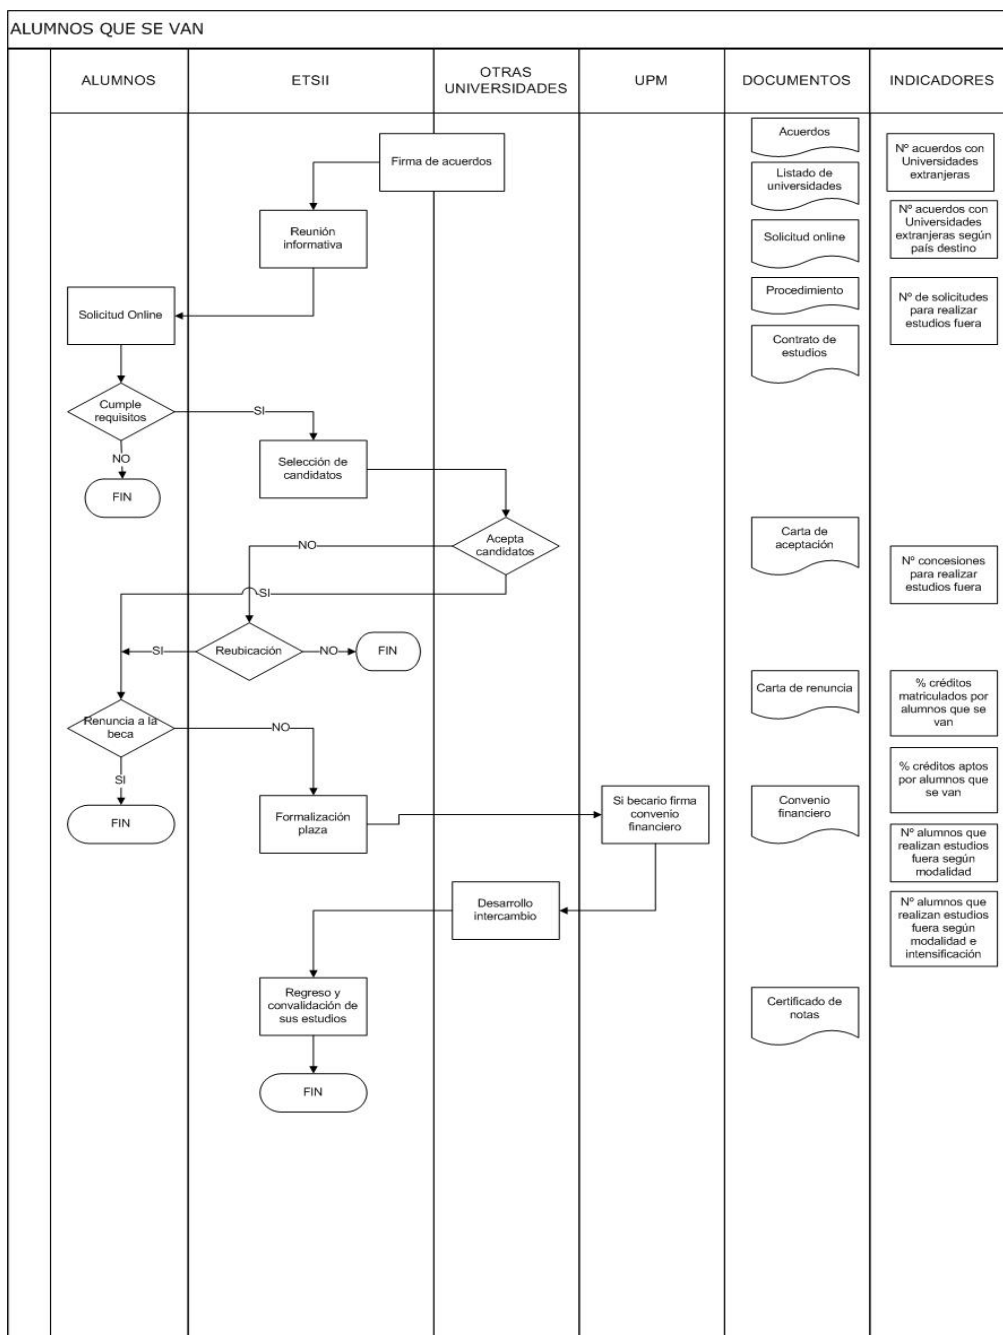 ALUMNOS QUE SE VAN
ALUMNOS
ETSII
OTRAS
UNIVERSIDADES
UPM
DOCUMENTOS
INDICADORES
Firma de acuerdos
Acuerdos
Nº acuerdos con
Universidades
extranjeras
Listado de
universidades
Reunión
informativa
Solicitud online
Nº acuerdos con
Universidades
extranjeras según
país destino
Solicitud Online
Procedimiento
Nº de solicitudes
para realizar
estudios fuera
Contrato de
estudios
Cumple
requisitos
SI
NO
FIN
Selección de
candidatos
Acepta
candidatos
NO
SI
Carta de
aceptación
Nº concesiones
para realizar
estudios fuera
Reubicación
SI
NO
FIN
Renuncia a la
beca
NO
SI
FIN
Carta de renuncia
% créditos
matriculados por
alumnos que se
van
% créditos aptos
por alumnos que
se van
Formalización
plaza
Si becario firma
convenio
financiero
Convenio
financiero
Nº alumnos que
realizan estudios
fuera según
modalidad
Desarrollo
intercambio
Nº alumnos que
realizan estudios
fuera según
modalidad e
intensificación
Regreso y
convalidación de
sus estudios
Certificado de
notas
FIN